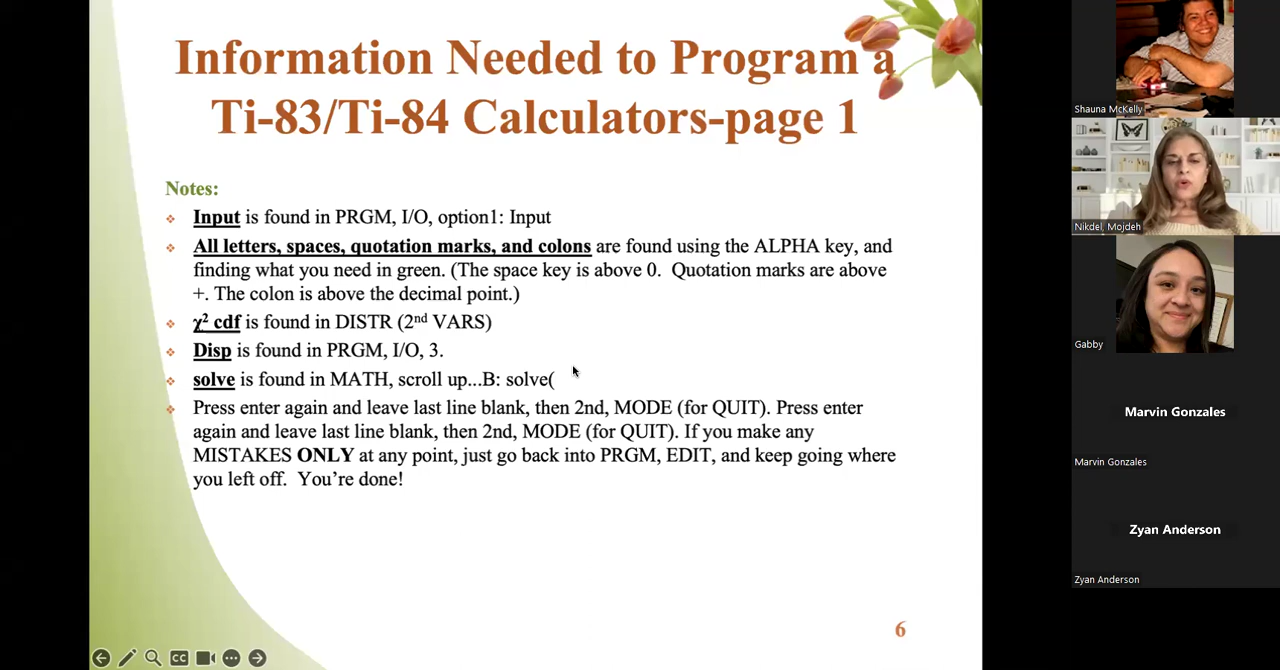 Information Needed to Program a
Ti-83/Ti-84 Calculators-page 1
Notes:
❖ Input is found in PRGM, I/O, option1: Input
❖ All letters, spaces, quotation marks, and colons are found using the ALPHA key, and
finding what you need in green. (The space key is above 0. Quotation marks are above
+. The colon is above the decimal point.)
❖ χ² cdf is found in DISTR (2nd VARS)
❖ Disp is found in PRGM, I/O, 3.
❖ solve is found in MATH, scroll up...B: solve(
❖ Press enter again and leave last line blank, then 2nd, MODE (for QUIT). Press enter
again and leave last line blank, then 2nd, MODE (for QUIT). If you make any
MISTAKES ONLY at any point, just go back into PRGM, EDIT, and keep going where
you left off. You're done!
6
CC
Shauna McKelly
Nikdel, Mojdeh
Gabby
Marvin Gonzales
Marvin Gonzales
Zyan Anderson
Zyan Anderson